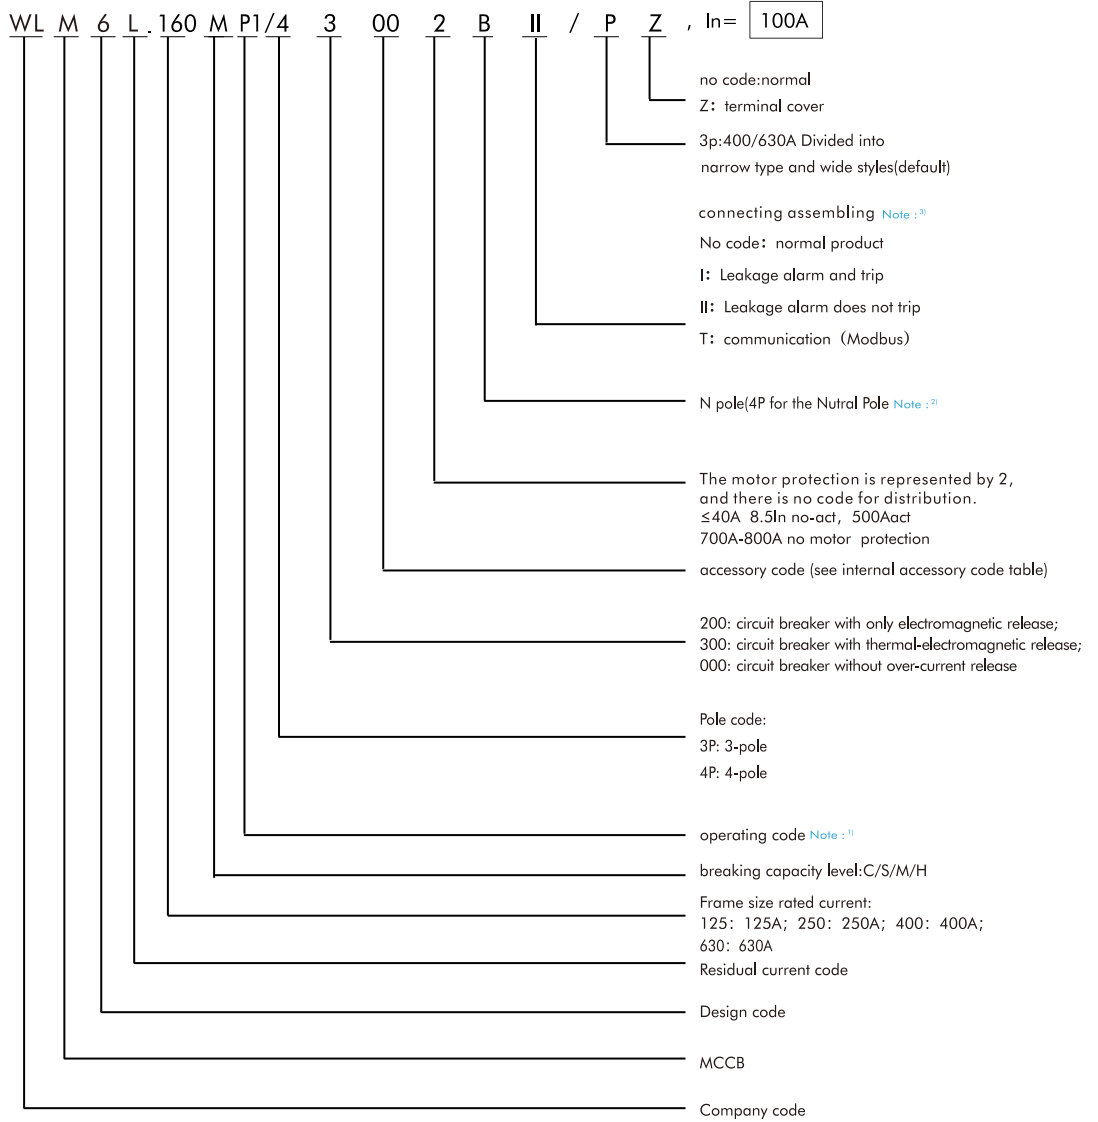 WL M 6 L.160 M P1/4 3 00 2 B II / P Z , In= 100A
no code:normal
Z: terminal cover
3p:400/630A Divided into
narrow type and wide styles(default)
connecting assembling Note : 3)
No code: normal product
I: Leakage alarm and trip
II: Leakage alarm does not trip
T: communication (Modbus)
N pole(4P for the Nutral Pole Note : 2)
The motor protection is represented by 2,
and there is no code for distribution.
≤40A 8.5In no-act, 500Aact
700A-800A no motor protection
accessory code (see internal accessory code table)
200: circuit breaker with only electromagnetic release;
300: circuit breaker with thermal-electromagnetic release;
000: circuit breaker without over-current release
Pole code:
3P: 3-pole
4P: 4-pole
operating code Note : 1)
breaking capacity level:C/S/M/H
Frame size rated current:
125: 125A; 250: 250A; 400: 400A;
630: 630A
Residual current code
Design code
MCCB
Company code